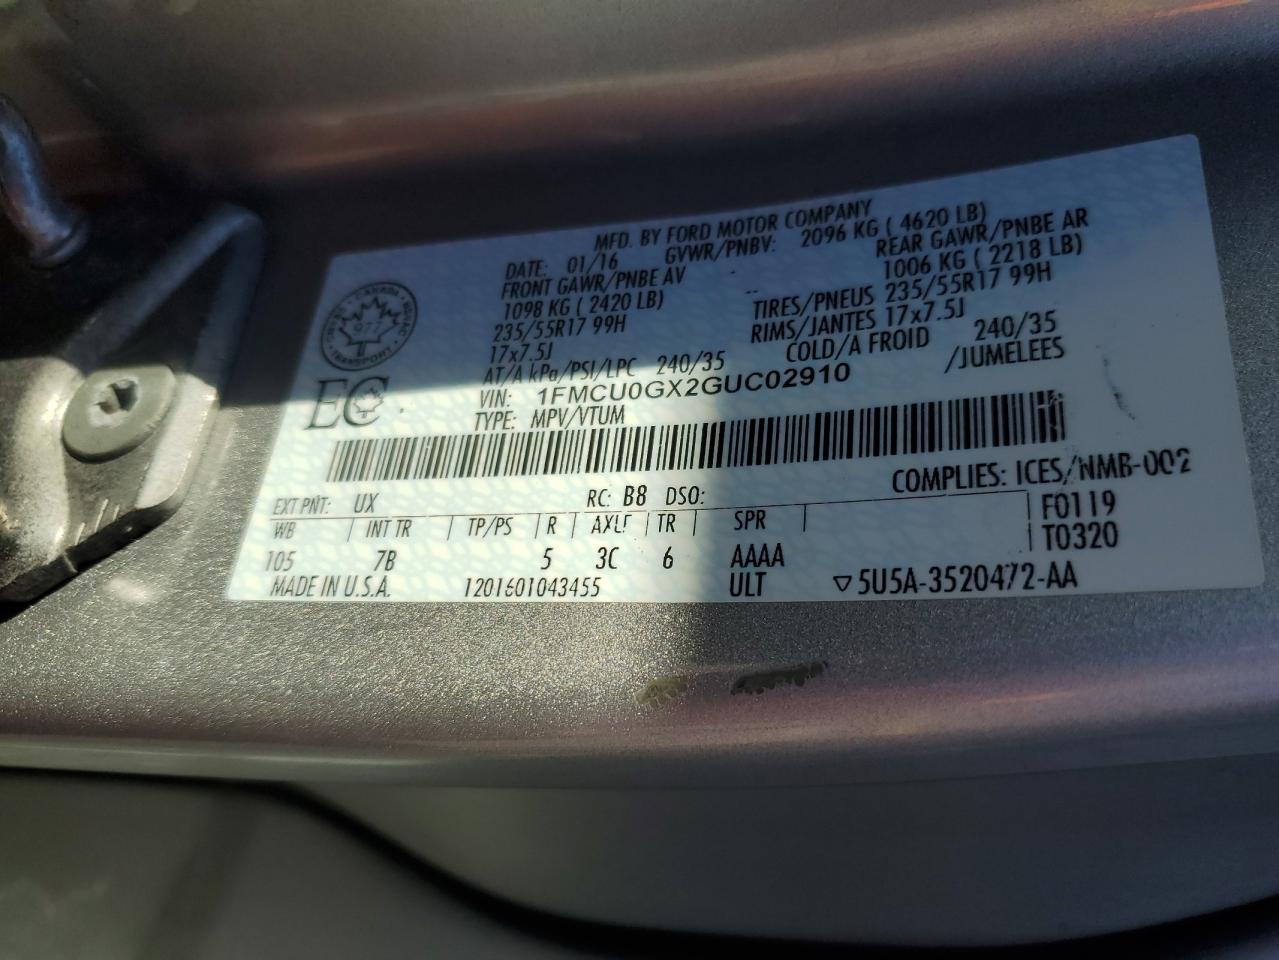 MFD. BY FORD MOTOR COMPANY
DATE: 01/16 GVWR/PNBV: 2096 KG ( 4620 LB)
FRONT GAWR/PNBE AV REAR GAWR/PNBE AR
1098 KG ( 2420 LB) 1006 KG ( 2218 LB)
235/55R17 99H TIRES/PNEUS 235/55R17 99H
17x7.5J RIMS/JANTES 17x7.5J
AT/A kPa/PSI/LPC 240/35 COLD/A FROID 240/35
VIN: 1FMCU0GX2GUC02910 /JUMELEES
TYPE: MPV/VTUM
CANADA
977
TRANSPORT
EC
COMPLIES: ICES/NMB-002
EXT PNT: UX RC: B8 DSO:
WB INT TR TP/PS R AXLE TR SPR F0119
105 7B 5 3C 6 AAAA T0320
MADE IN U.S.A. 1201601043455 ULT ▽5U5A-3520472-AA